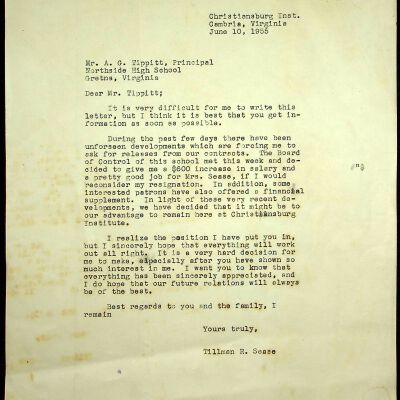 Christiansburg Inst.
Cambria, Virginia
June 10, 1955
Mr. A. G. Tippitt, Principal
Northside High School
Gretna, Virginia
Dear Mr. Tippitt;
It is very difficult for me to write this
letter, but I think it is best that you get in-
formation as soon as possible.
During the past few days there have been
unforseen developments which are forcing me to
ask for releases from our contracts. The Board
of Control of this school met this week and de-
cided to give me a $600 increase in salary and
a pretty good job for Mrs. Sease, if I would
reconsider my resignation. In addition, some
interested patrons have also offered a financial
supplement. In light of these very recent de-
velopments, we have decided that it might be to
our advantage to remain here at Christiansburg
Institute.
I realize the position I have put you in,
but I sincerely hope that everything will work
out all right. It is a very hard decision for
me to make, especially after you have shown so
much interest in me. I want you to know that
everything has been sincerely appreciated, and
I do hope that our future relations will always
be of the best.
Best regards to you and the family, I
remain
Yours truly,
Tillman R. Sease